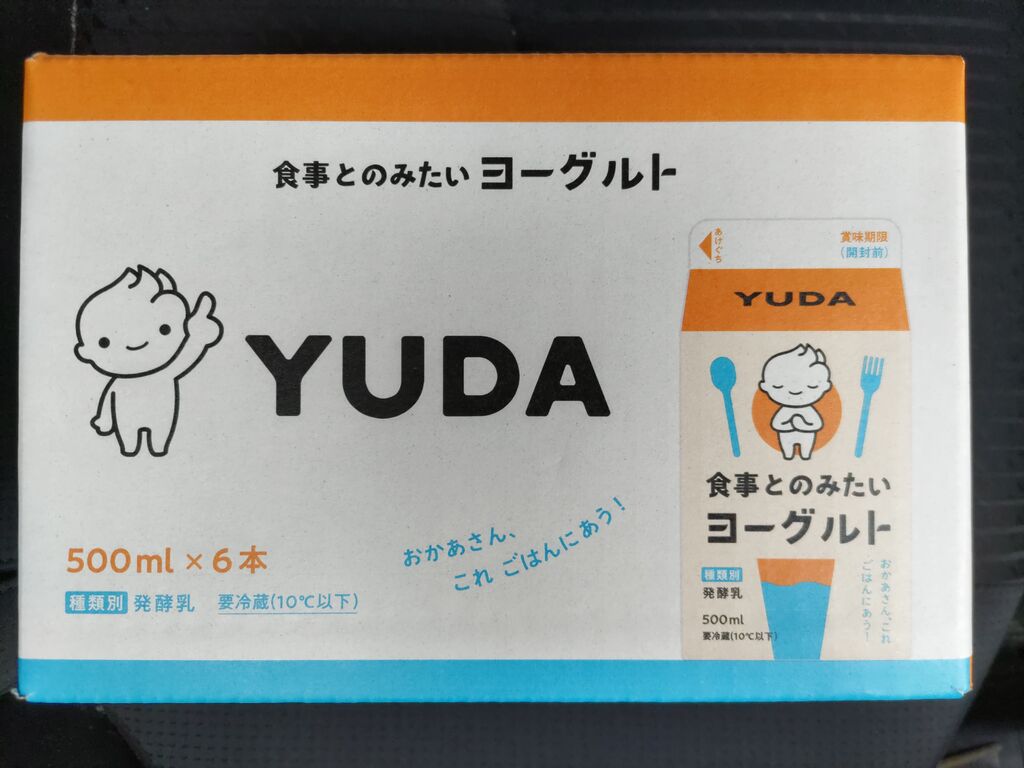 食事とのみたい ヨーグルト
YUDA
500ml × 6本
種類別 発酵乳 要冷蔵(10℃以下)
おかあさん、
これ ごはんにあう!
あけぐち
賞味期限
(開封前)
YUDA
食事とのみたい
ヨーグルト
種類別
発酵乳
500ml
要冷蔵(10℃以下)
おかあさん、これ
ごはんにあう!